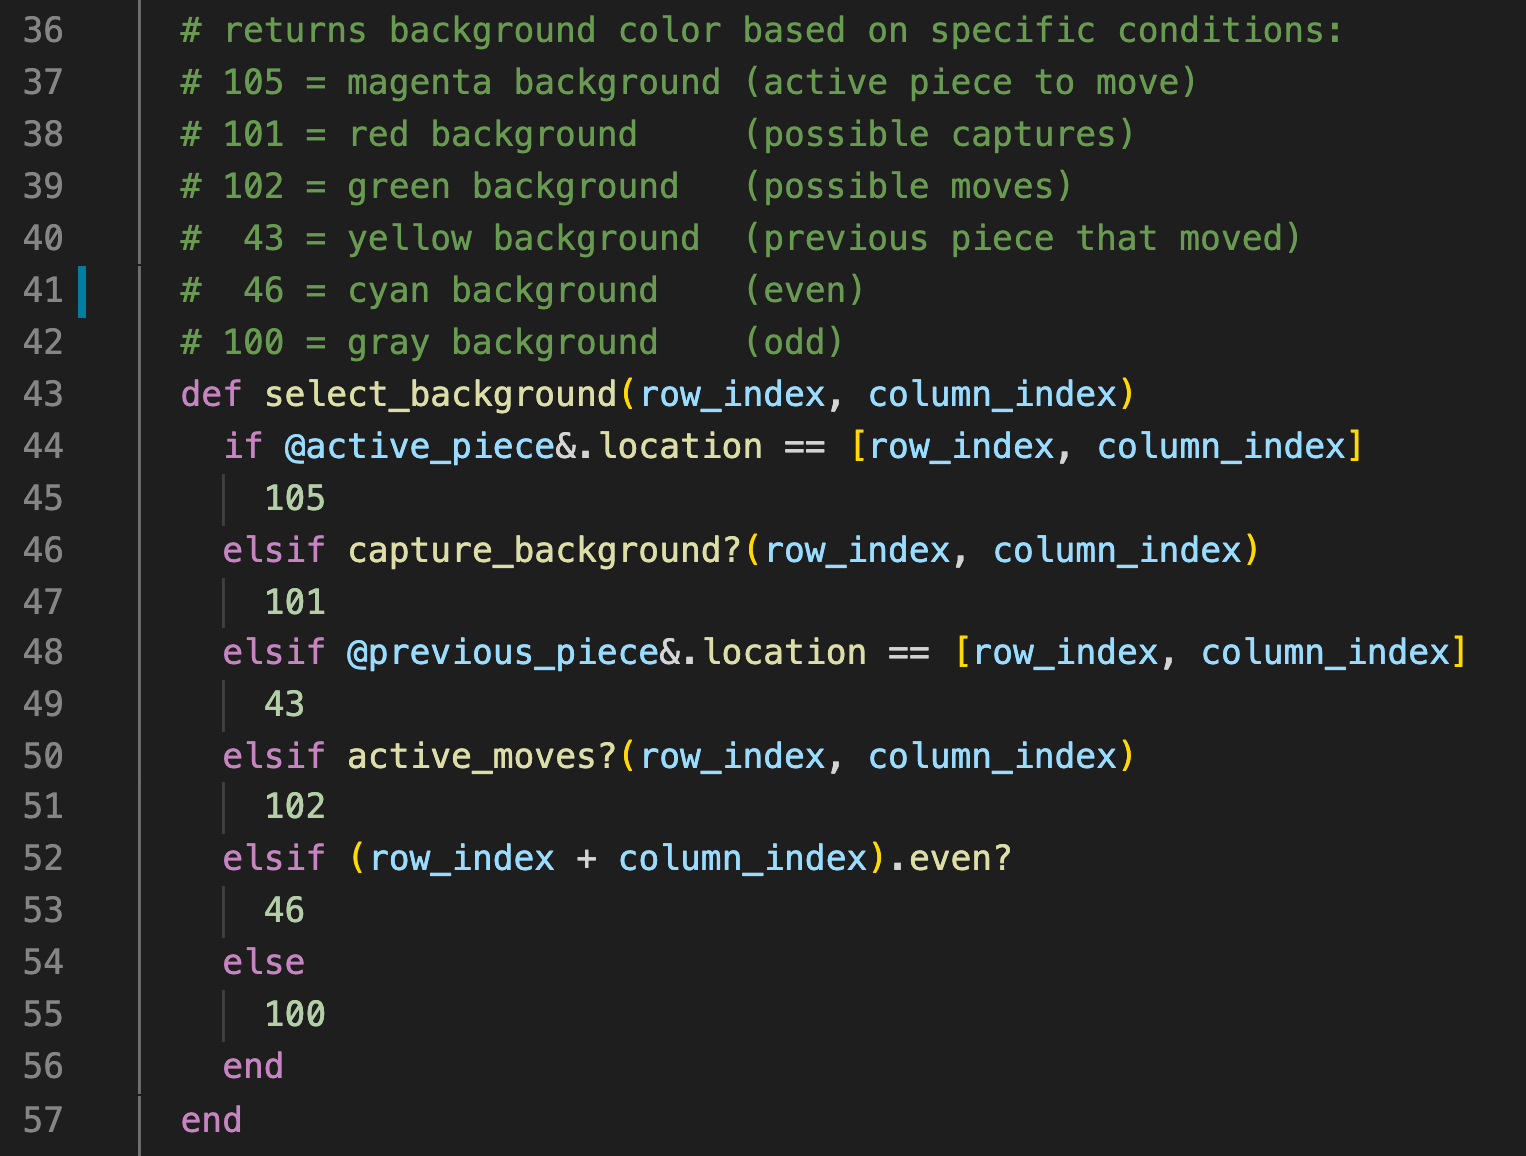 36 # returns background color based on specific conditions:
37 # 105 = magenta background (active piece to move)
38 # 101 = red background     (possible captures)
39 # 102 = green background   (possible moves)
40 #  43 = yellow background  (previous piece that moved)
41 #  46 = cyan background    (even)
42 # 100 = gray background    (odd)
43 def select_background(row_index, column_index)
44   if @active_piece&.location == [row_index, column_index]
45     105
46   elsif capture_background?(row_index, column_index)
47     101
48   elsif @previous_piece&.location == [row_index, column_index]
49     43
50   elsif active_moves?(row_index, column_index)
51     102
52   elsif (row_index + column_index).even?
53     46
54   else
55     100
56   end
57 end